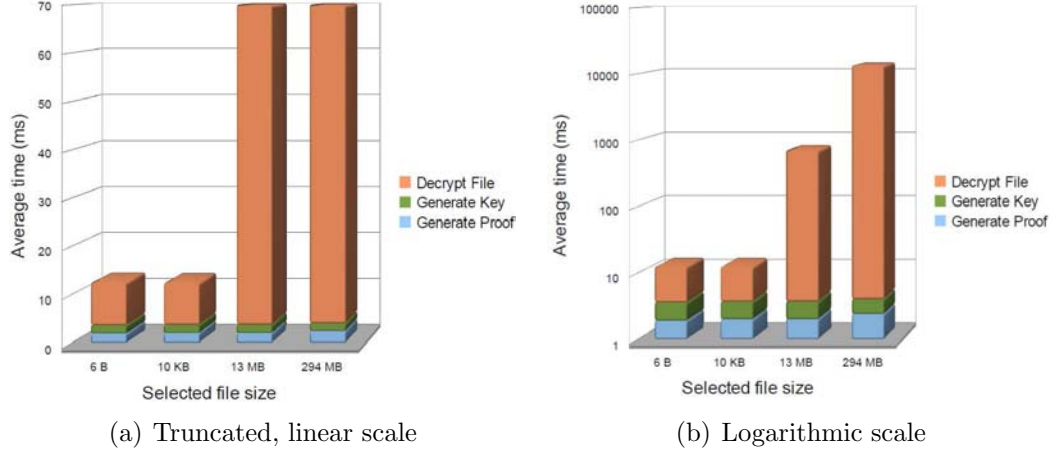 70
60
50
40
30
20
10
0
Average time (ms)
6 B 10 KB 13 MB 294 MB
Selected file size
Decrypt File
Generate Key
Generate Proof
(a) Truncated, linear scale
100000
10000
1000
100
10
1
Average time (ms)
6 B 10 KB 13 MB 294 MB
Selected file size
Decrypt File
Generate Key
Generate Proof
(b) Logarithmic scale